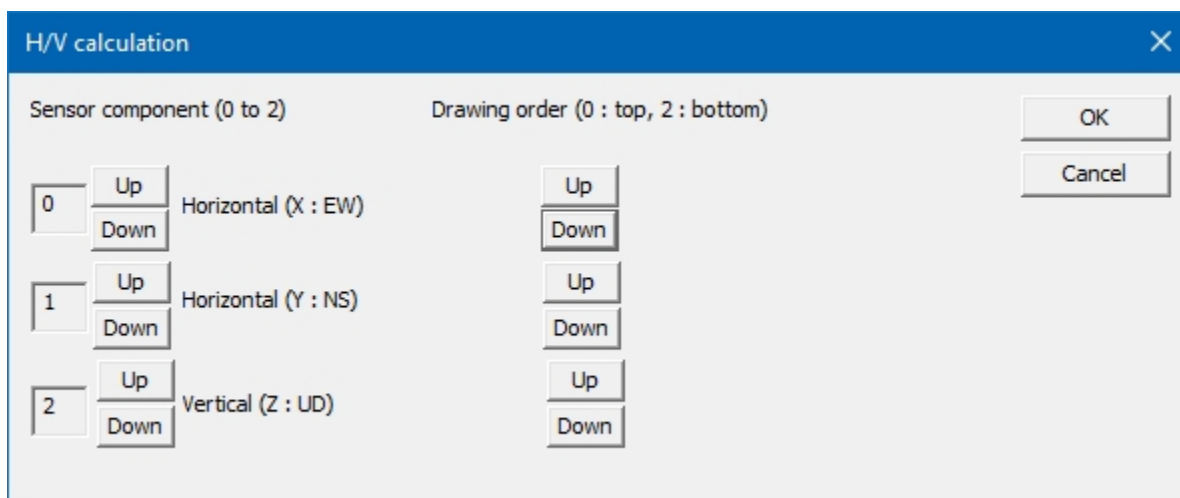 H/V calculation
Sensor component (0 to 2) Drawing order (0 : top, 2 : bottom) OK
Cancel
Up Up
0 Horizontal (X : EW)
Down Down
Up Up
1 Horizontal (Y : NS)
Down Down
Up Up
2 Vertical (Z : UD)
Down Down